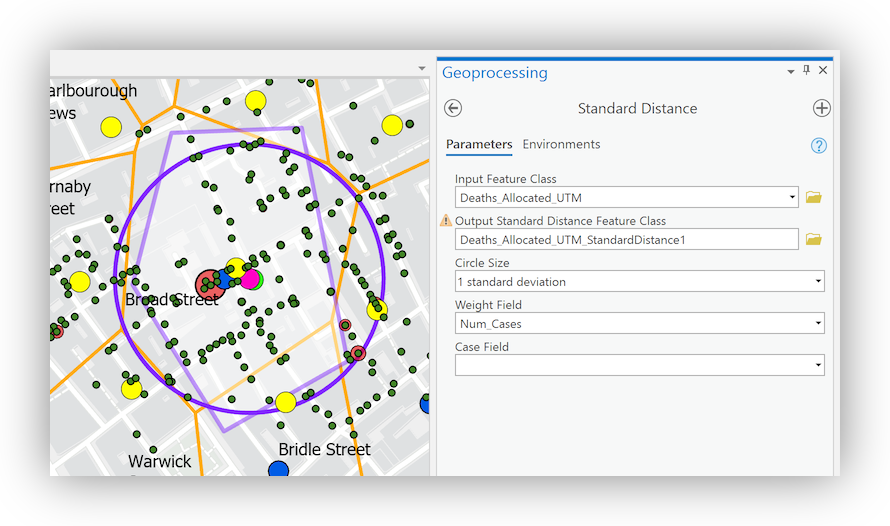 arlbourough
ews
rnaby
reet
Broad Street
Bridle Street
Warwick
Geoprocessing
Standard Distance
Parameters Environments
Input Feature Class
Deaths_Allocated_UTM
Output Standard Distance Feature Class
Deaths_Allocated_UTM_StandardDistance1
Circle Size
1 standard deviation
Weight Field
Num_Cases
Case Field